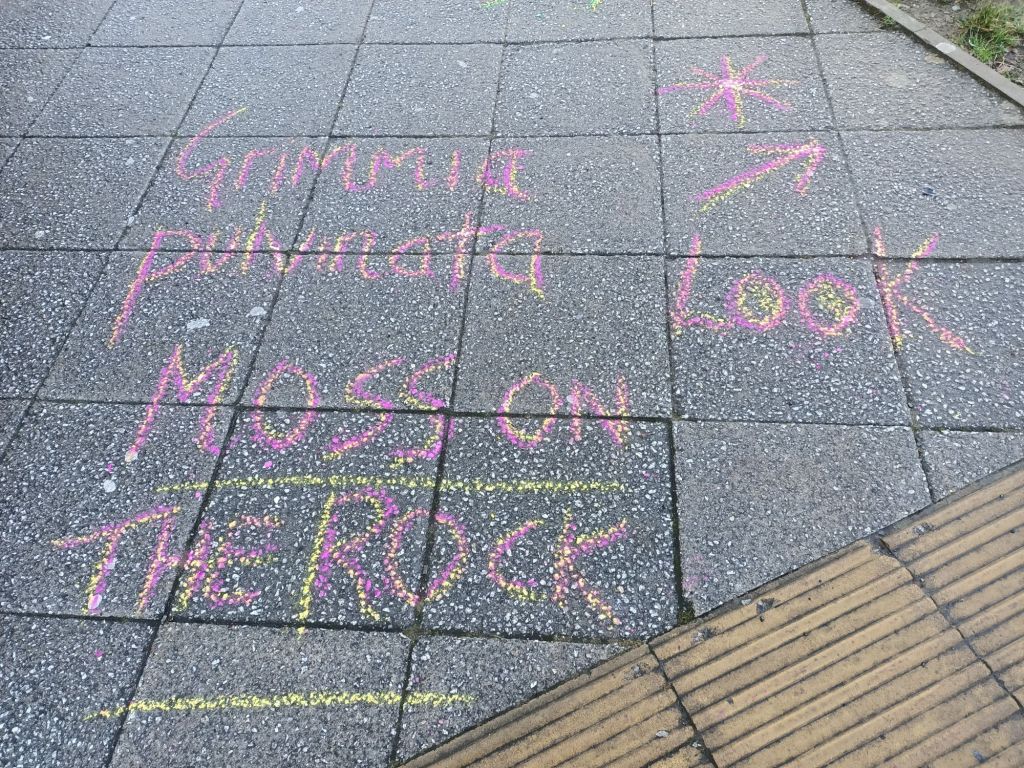 Grimmia
pulvinata
MOSS ON
THE ROCK
LOOK